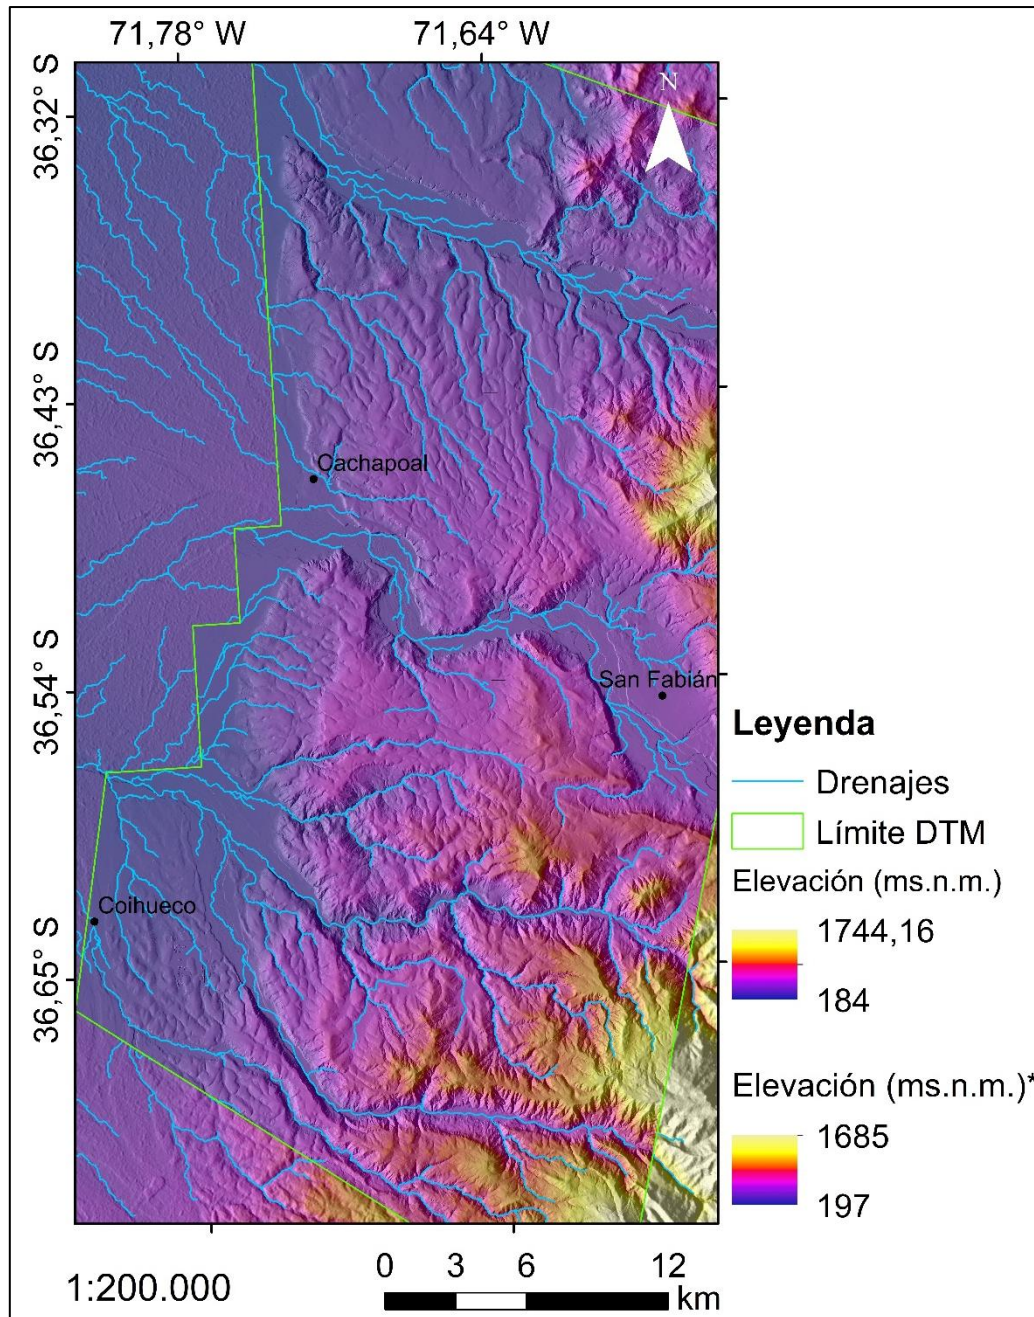 71,78° W 71,64° W
36,32° S
N
36,43° S
Cachapoal
36,54° S
San Fabián
Coihueco
36,65° S
Leyenda
Drenajes
Límite DTM
Elevación (ms.n.m.)
1744,16
184
Elevación (ms.n.m.)*
1685
197
1:200.000
0 3 6 12
km